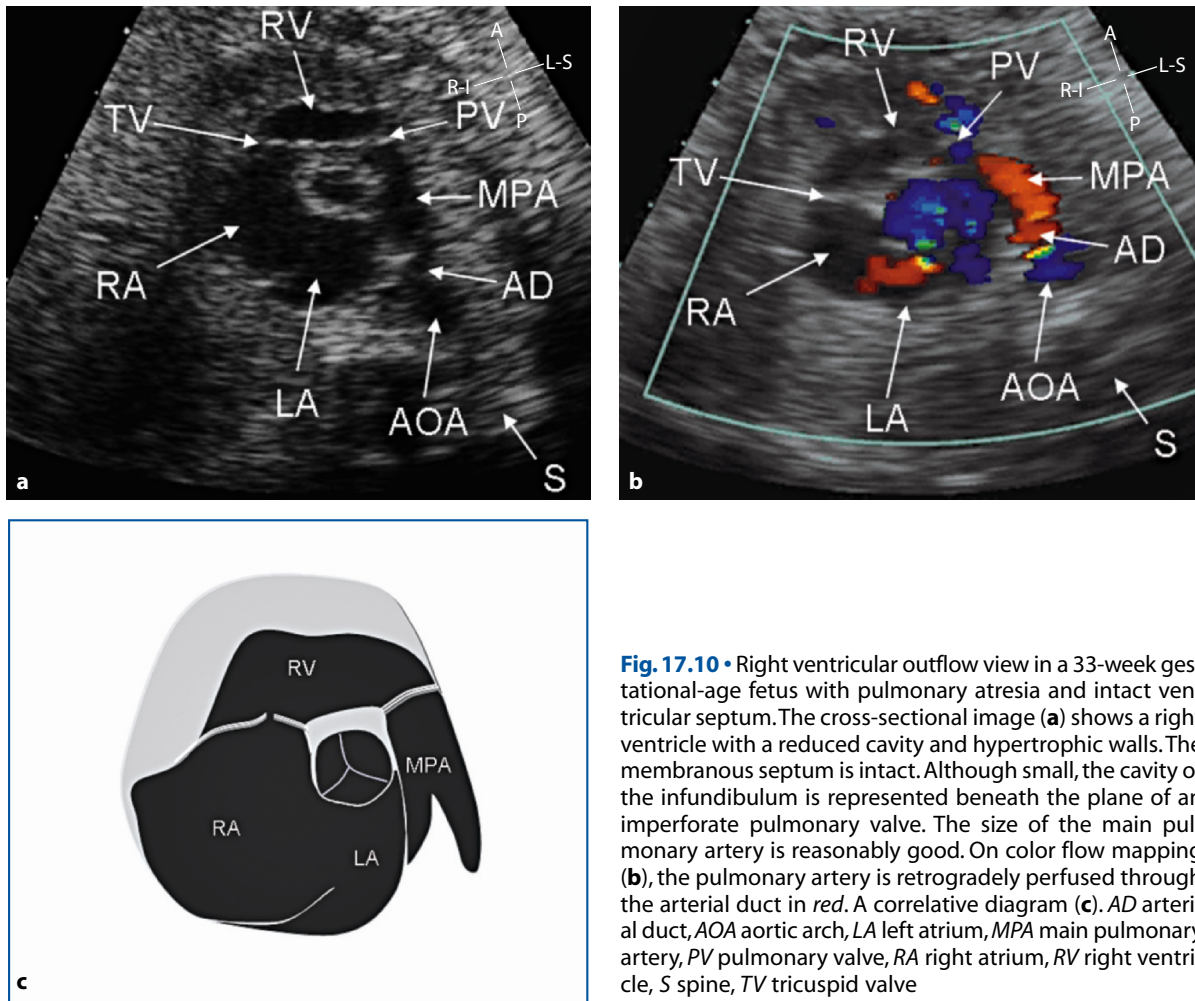 RV
A
L-S
R-I
P
TV
PV
MPA
RA
AD
LA
AOA
S
a
RV
A
PV
L-S
R-I
P
TV
MPA
AD
RA
AOA
LA
S
b
RV
MPA
RA
LA
c
Fig. 17.10 • Right ventricular outflow view in a 33-week ges
tational-age fetus with pulmonary atresia and intact ven
tricular septum. The cross-sectional image (a) shows a righ
ventricle with a reduced cavity and hypertrophic walls. The
membranous septum is intact. Although small, the cavity o
the infundibulum is represented beneath the plane of an
imperforate pulmonary valve. The size of the main pul
monary artery is reasonably good. On color flow mapping
(b), the pulmonary artery is retrogradely perfused through
the arterial duct in red. A correlative diagram (c). AD arteri
al duct, AOA aortic arch, LA left atrium, MPA main pulmonary
artery, PV pulmonary valve, RA right atrium, RV right ventri
cle, S spine, TV tricuspid valve